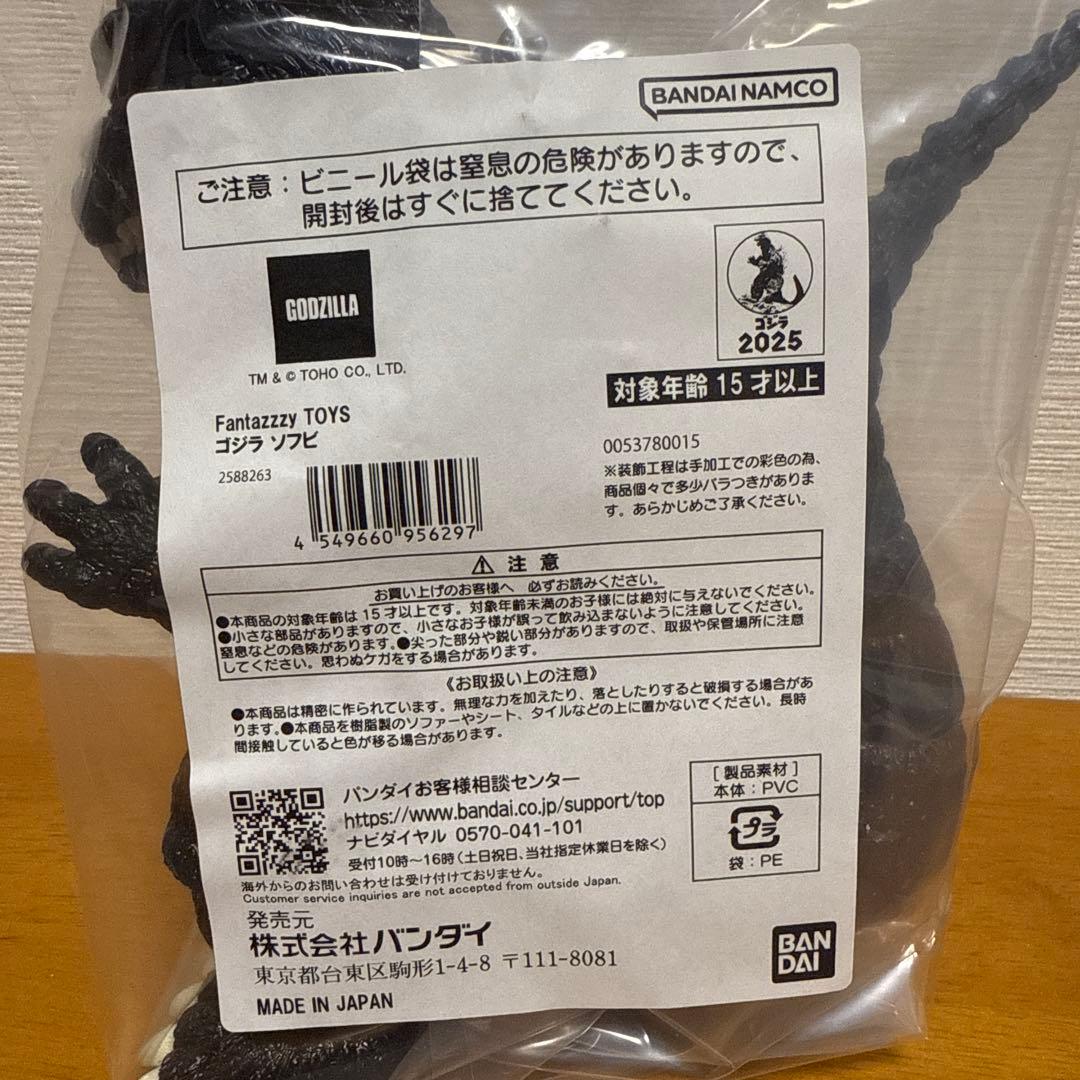 BANDAI NAMCO
ご注意：ビニール袋は窒息の危険がありますので、
開封後はすぐに捨ててください。
GODZILLA
TM & © TOHO CO., LTD.
ゴジラ
2025
対象年齢 15 才以上
Fantazzzy TOYS
ゴジラ ソフビ
2588263
4 549660 956297
0053780015
※装飾工程は手加工での彩色の為、
商品個々で多少バラつきがありま
す。あらかじめご了承ください。
⚠ 注 意
お買い上げのお客様へ 必ずお読みください。
●本商品の対象年齢は15才以上です。対象年齢未満のお子様には絶対に与えないでください。
●小さな部品がありますので、小さなお子様が誤って飲み込まないように注意してください。
窒息などの危険があります。●尖った部分や鋭い部分がありますので、取扱や保管場所に注意
してください。思わぬケガをする場合があります。
《お取扱い上の注意》
●本商品は精密に作られています。無理な力を加えたり、落としたりすると破損する場合があ
ります。●本商品を樹脂製のソファーやシート、タイルなどの上に置かないでください。長時
間接触していると色が移る場合があります。
バンダイお客様相談センター
https://www.bandai.co.jp/support/top
ナビダイヤル 0570-041-101
受付10時〜16時（土日祝日、当社指定休業日を除く）
海外からのお問い合わせは受け付けておりません。
Customer service inquiries are not accepted from outside Japan.
[製品素材]
本体：PVC
プラ
袋：PE
発売元
株式会社バンダイ
東京都台東区駒形1-4-8 〒111-8081
MADE IN JAPAN
BAN
DAI